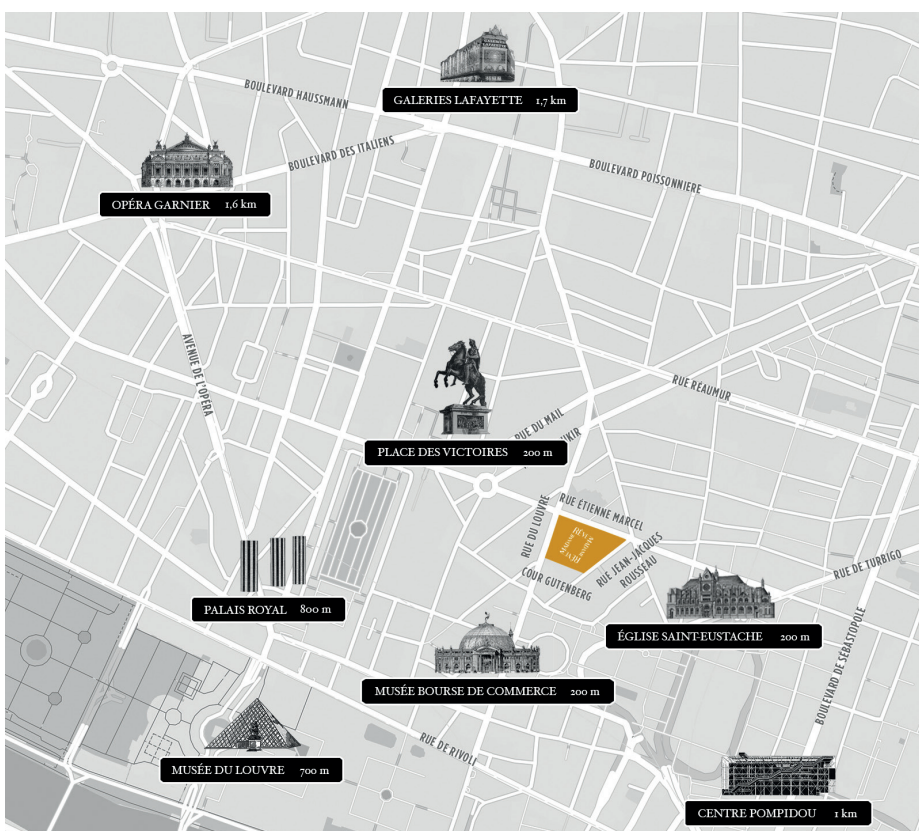 GALERIES LAFAYETTE 1,7 km
BOULEVARD HAUSSMANN
BOULEVARD DES ITALIENS
BOULEVARD POISSONNIERE
OPÉRA GARNIER 1,6 km
AVENUE DE L'OPÉRA
RUE RÉAUMUR
RUE DU MAIL
PLACE DES VICTOIRES 200 m
RUE ÉTIENNE MARCEL
RUE DU LOUVRE
RUE JEAN-JACQUES
ROUSSEAU
COUR GUTENBERG
RUE DE TURBIGO
PALAIS ROYAL 800 m
ÉGLISE SAINT-EUSTACHE 200 m
BOULEVARD DE SÉBASTOPOLE
MUSÉE BOURSE DE COMMERCE 200 m
RUE DE RIVOLI
MUSÉE DU LOUVRE 700 m
CENTRE POMPIDOU 1 km